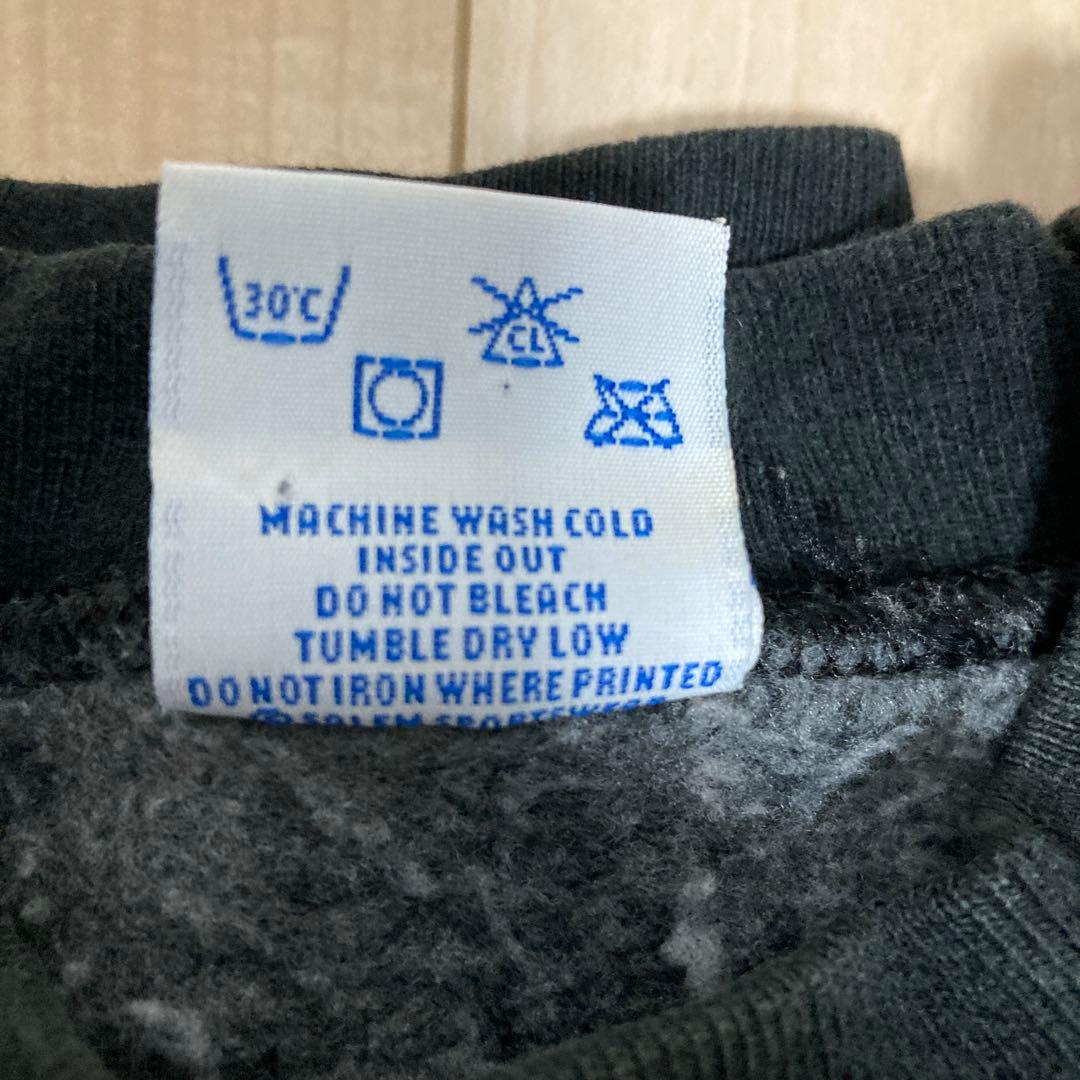 30°C
CL
MACHINE WASH COLD
INSIDE OUT
DO NOT BLEACH
TUMBLE DRY LOW
DO NOT IRON WHERE PRINTED
© SALEM SPORTSWEAR